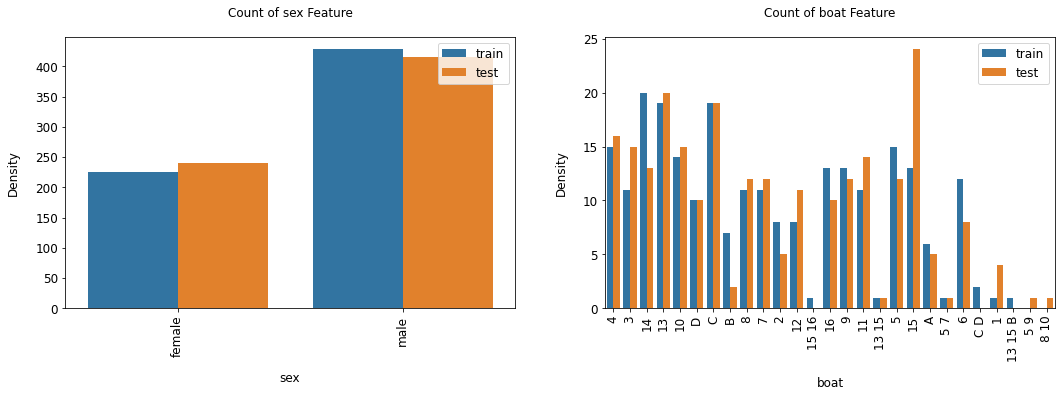 Count of sex Feature
Density
400
350
300
250
200
150
100
50
0
train
test
female
male
sex
Count of boat Feature
Density
25
20
15
10
5
0
train
test
4
3
14
13
10
D
C
B
8
7
2
12
15 16
16
9
11
13 15
5
15
A
5 7
6
C D
1
13 15 B
5 9
8 10
boat